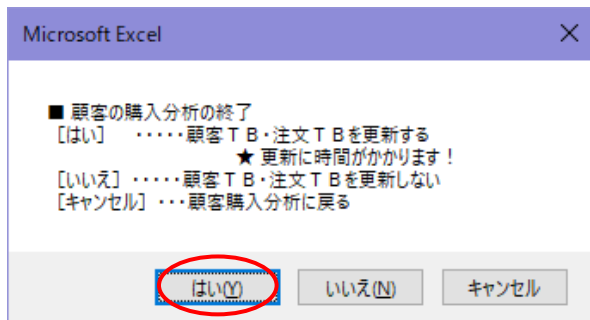 Microsoft Excel
■ 顧客の購入分析の終了
［はい］ ・・・・・顧客ＴＢ・注文ＴＢを更新する
★ 更新に時間がかかります！
［いいえ］・・・・・顧客ＴＢ・注文ＴＢを更新しない
［キャンセル］・・・顧客購入分析に戻る
はい(Y) いいえ(N) キャンセル